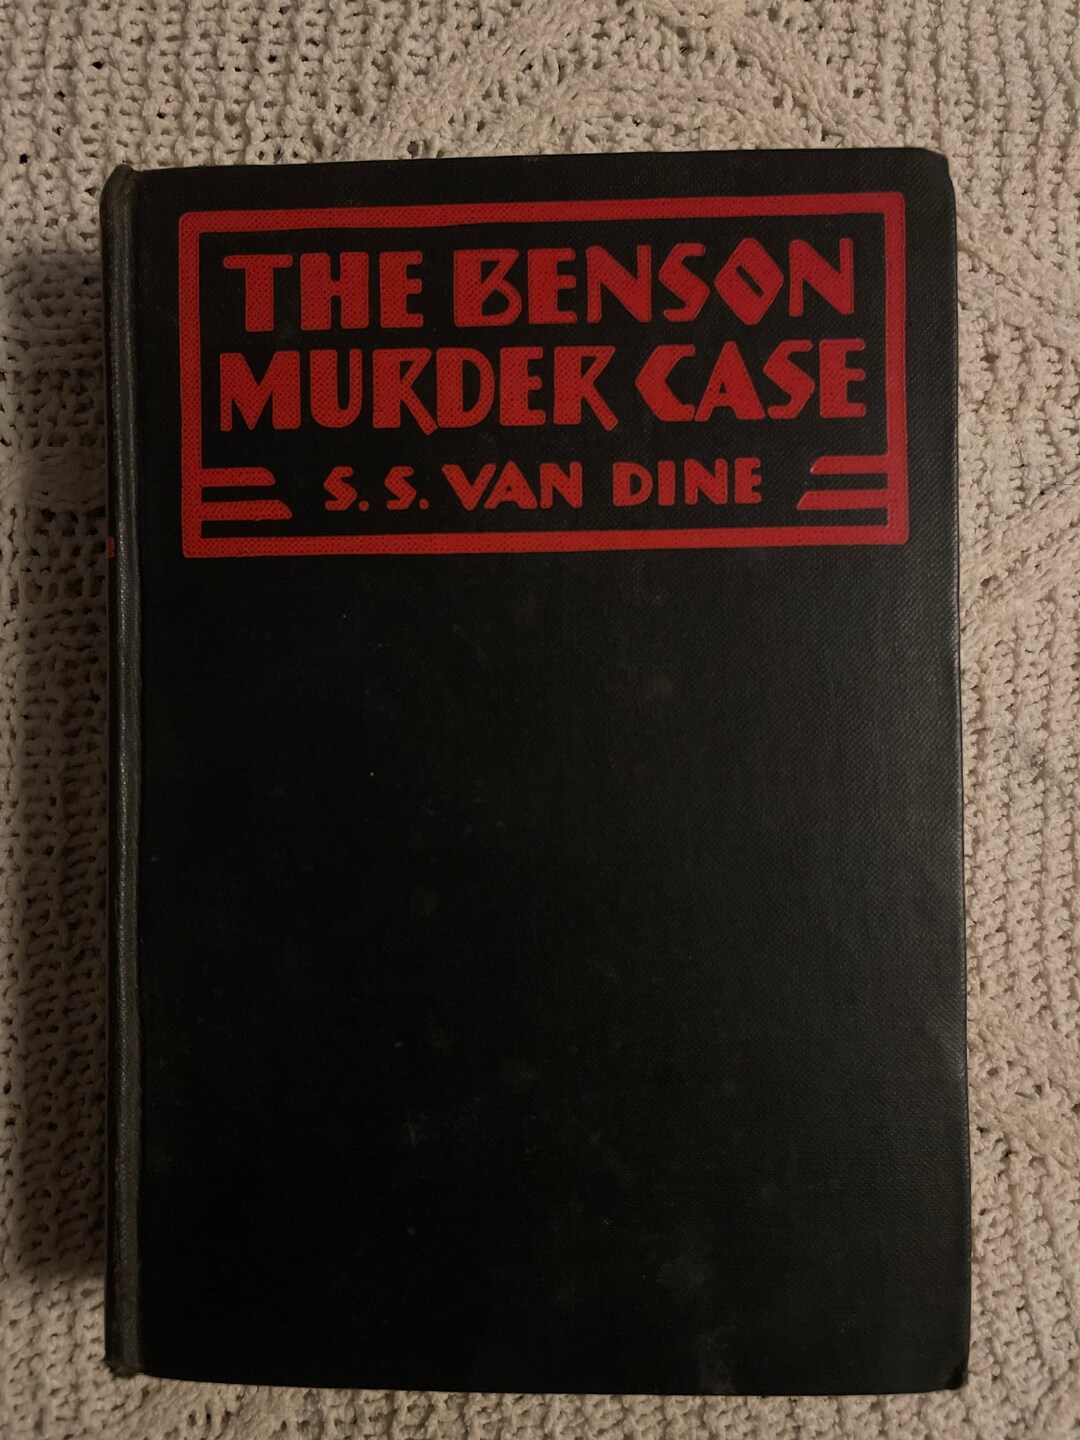 THE BENSON
MURDER CASE
S. S. VAN DINE